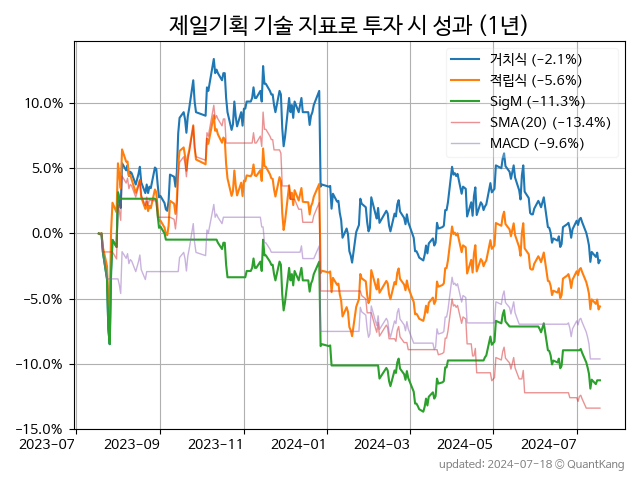 제일기획 기술 지표로 투자 시 성과 (1년)
거치식 (−2.1%)
적립식 (−5.6%)
SigM (−11.3%)
SMA(20) (−13.4%)
MACD (−9.6%)
10.0%
5.0%
0.0%
−5.0%
−10.0%
−15.0%
2023-07 2023-09 2023-11 2024-01 2024-03 2024-05 2024-07
updated: 2024-07-18 © QuantKang